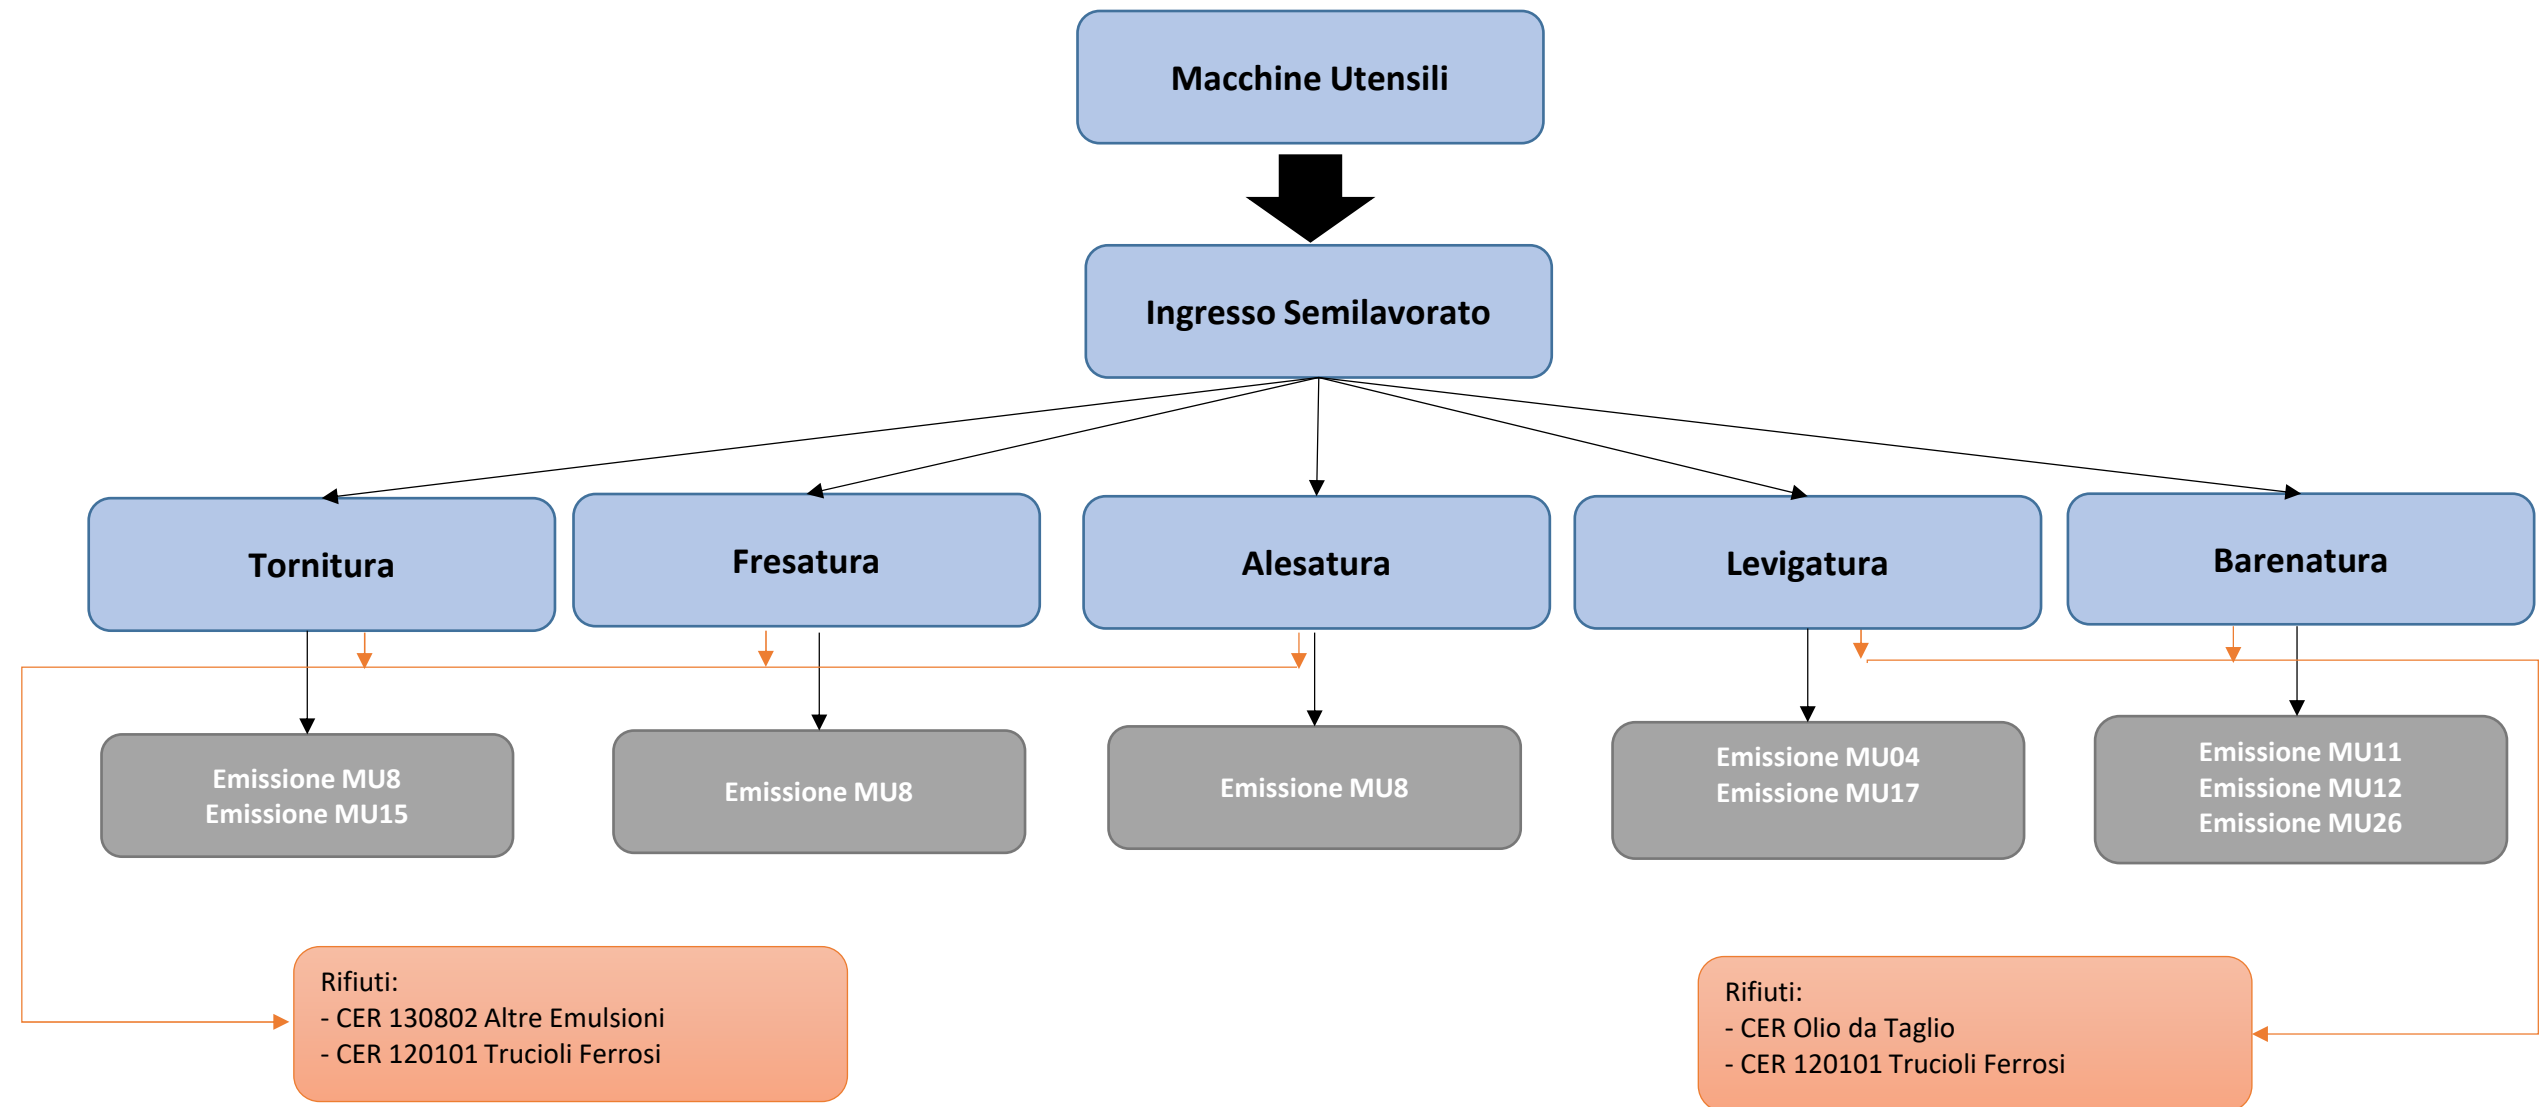 Macchine Utensili
Ingresso Semilavorato
Tornitura
Fresatura
Alesatura
Levigatura
Barenatura
Emissione MU8
Emissione MU15
Emissione MU8
Emissione MU8
Emissione MU04
Emissione MU17
Emissione MU11
Emissione MU12
Emissione MU26
Rifiuti:
- CER 130802 Altre Emulsioni
- CER 120101 Trucioli Ferrosi
Rifiuti:
- CER Olio da Taglio
- CER 120101 Trucioli Ferrosi